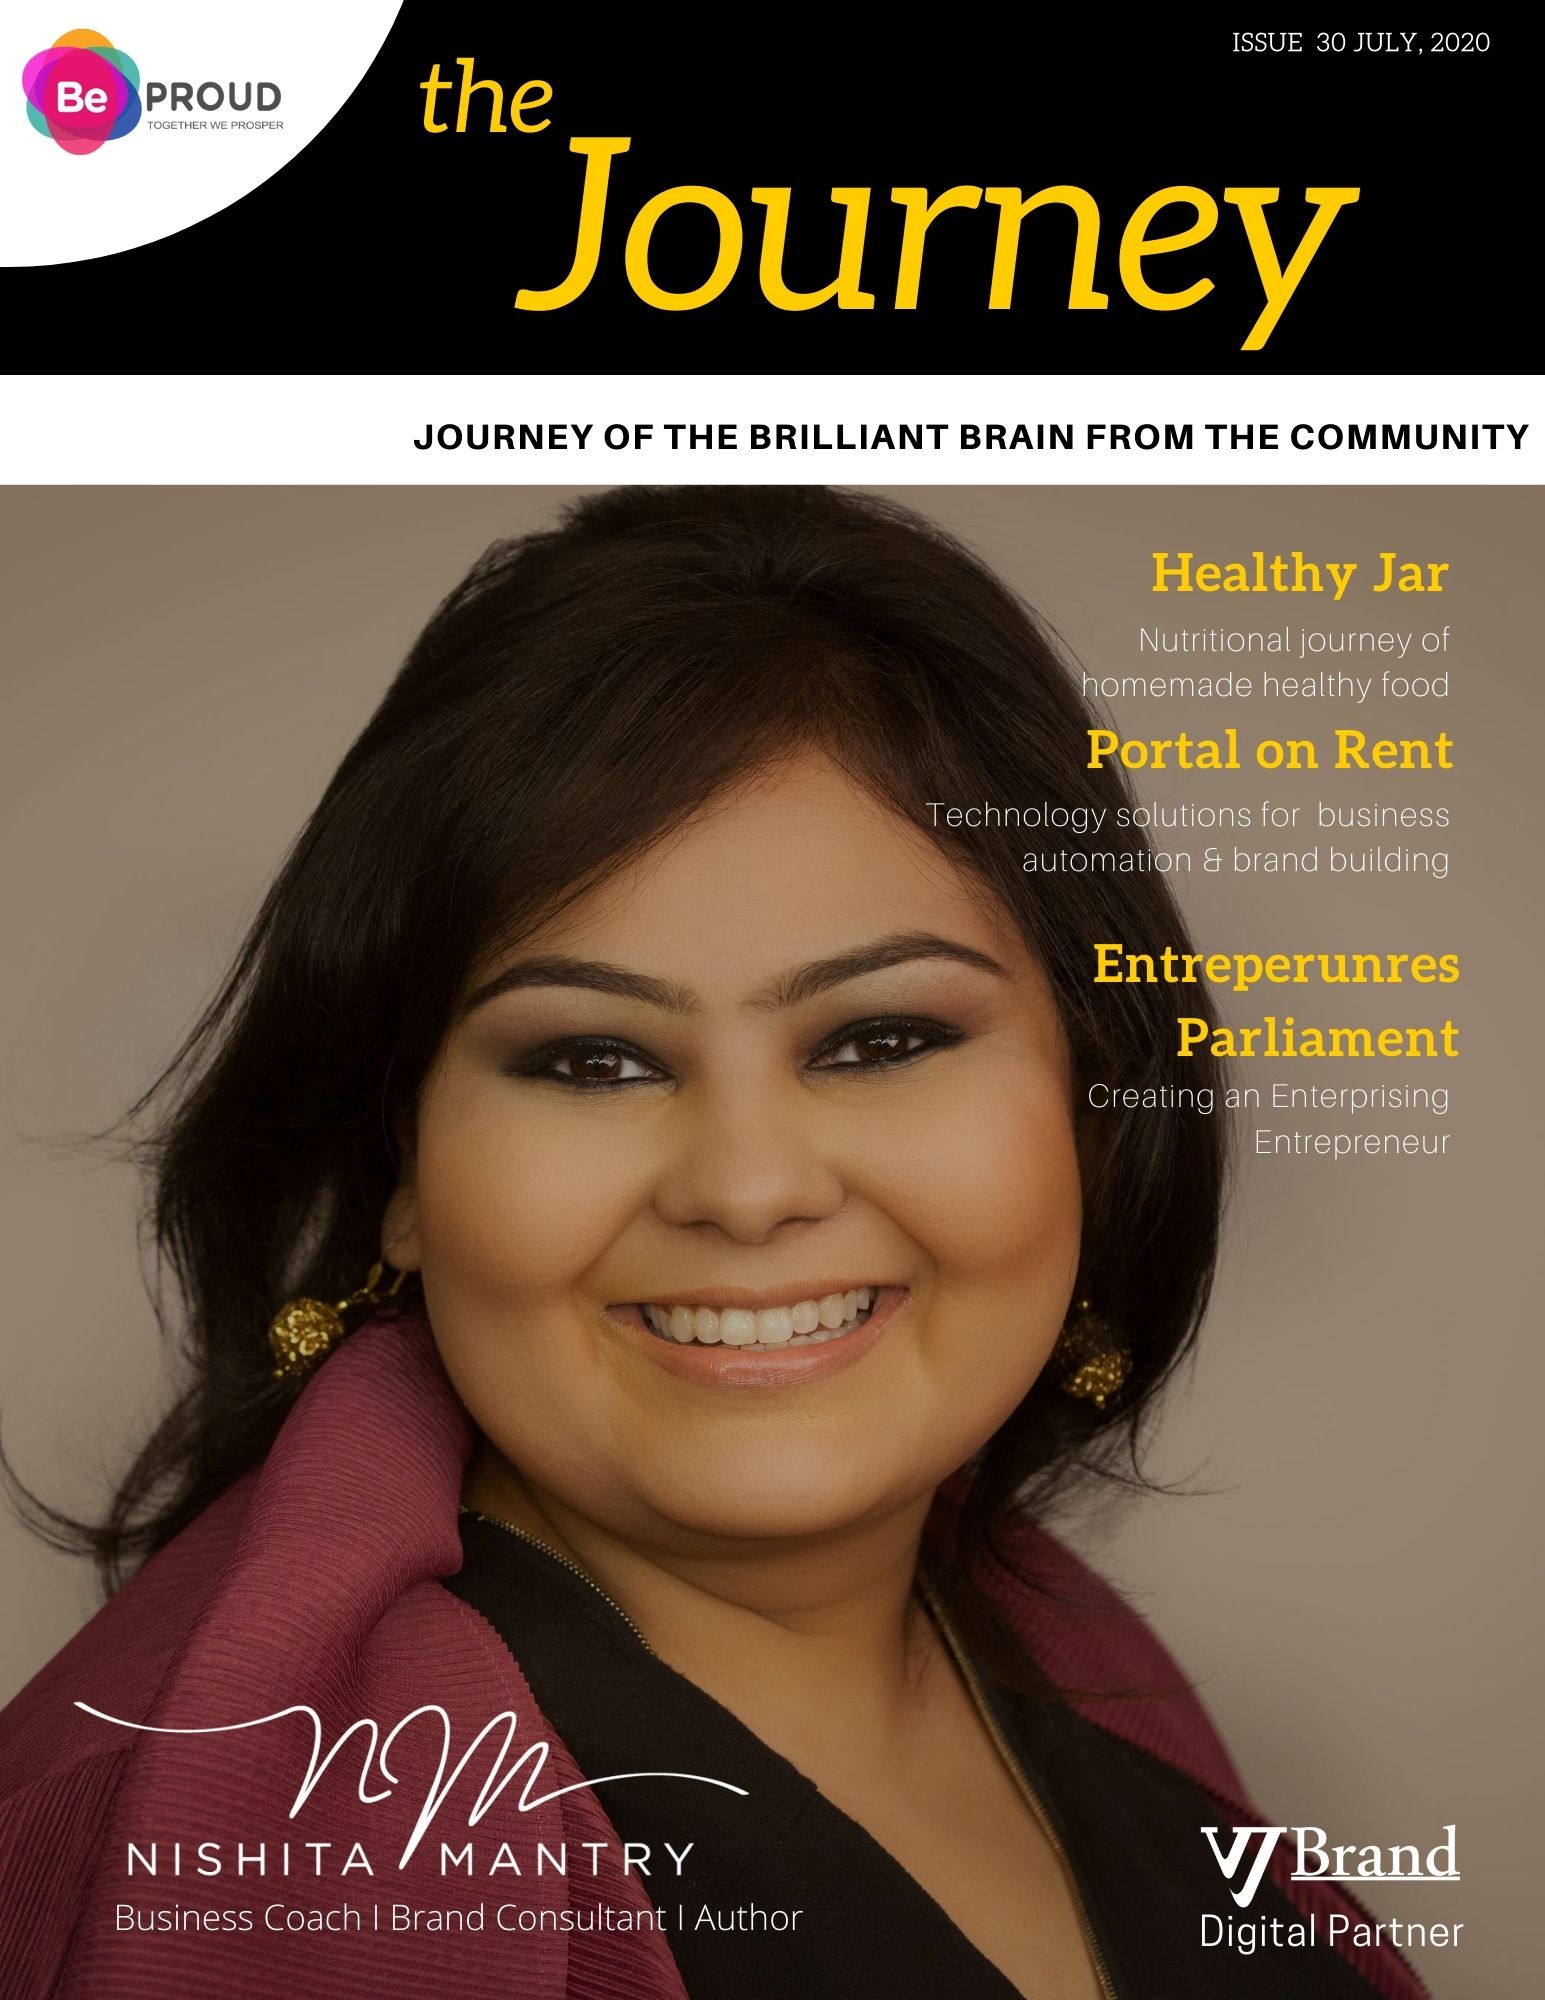 Be PROUD
TOGETHER WE PROSPER
ISSUE 30 JULY, 2020
the
Journey
JOURNEY OF THE BRILLIANT BRAIN FROM THE COMMUNITY
Healthy Jar
Nutritional journey of
homemade healthy food
Portal on Rent
Technology solutions for business
automation & brand building
Entreperunres
Parliament
Creating an Enterprising
Entrepreneur
nm
NISHITA MANTRY
Business Coach I Brand Consultant I Author
VJ Brand
Digital Partner